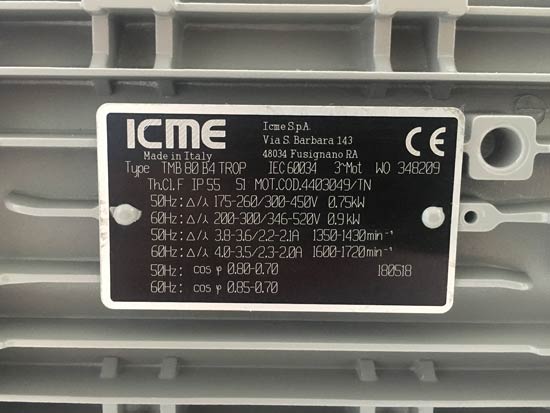 ICME
Made in Italy
Icme S.p.A.
Via S. Barbara 143
48034 Fusignano RA
CE
Type TMB 80 B4 TROP IEC 60034 3~Mot WO 348209
Th.Cl.F IP 55 S1 MOT.COD.4403049/TN
50Hz: Δ/⅄ 175-260/300-450V 0.75kW
60Hz: Δ/⅄ 200-300/346-520V 0.9 kW
50Hz: Δ/⅄ 3.8-3.6/2.2-2.1A 1350-1430min⁻¹
60Hz: Δ/⅄ 4.0-3.5/2.3-2.0A 1600-1720min⁻¹
50Hz: cos φ 0.80-0.70 180518
60Hz: cos φ 0.85-0.70